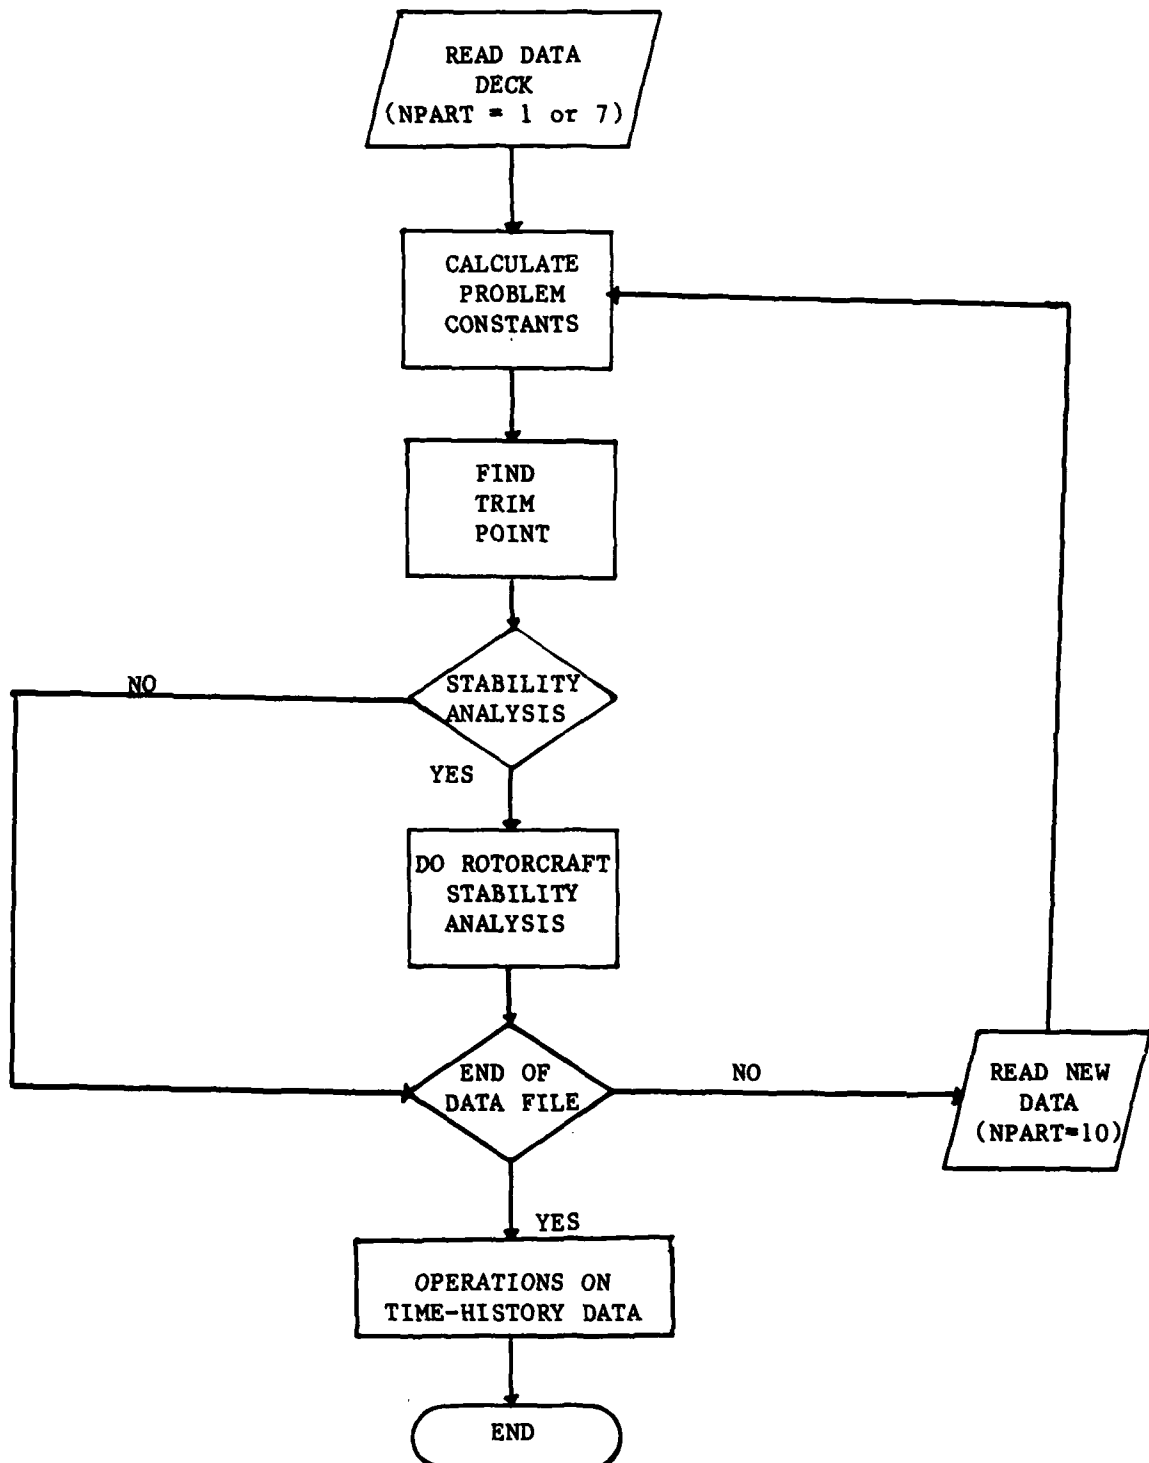 READ DATA
DECK
(NPART = 1 or 7)
CALCULATE
PROBLEM
CONSTANTS
FIND
TRIM
POINT
NO
STABILITY
ANALYSIS
YES
DO ROTORCRAFT
STABILITY
ANALYSIS
END OF
DATA FILE
NO
READ NEW
DATA
(NPART=10)
YES
OPERATIONS ON
TIME-HISTORY DATA
END